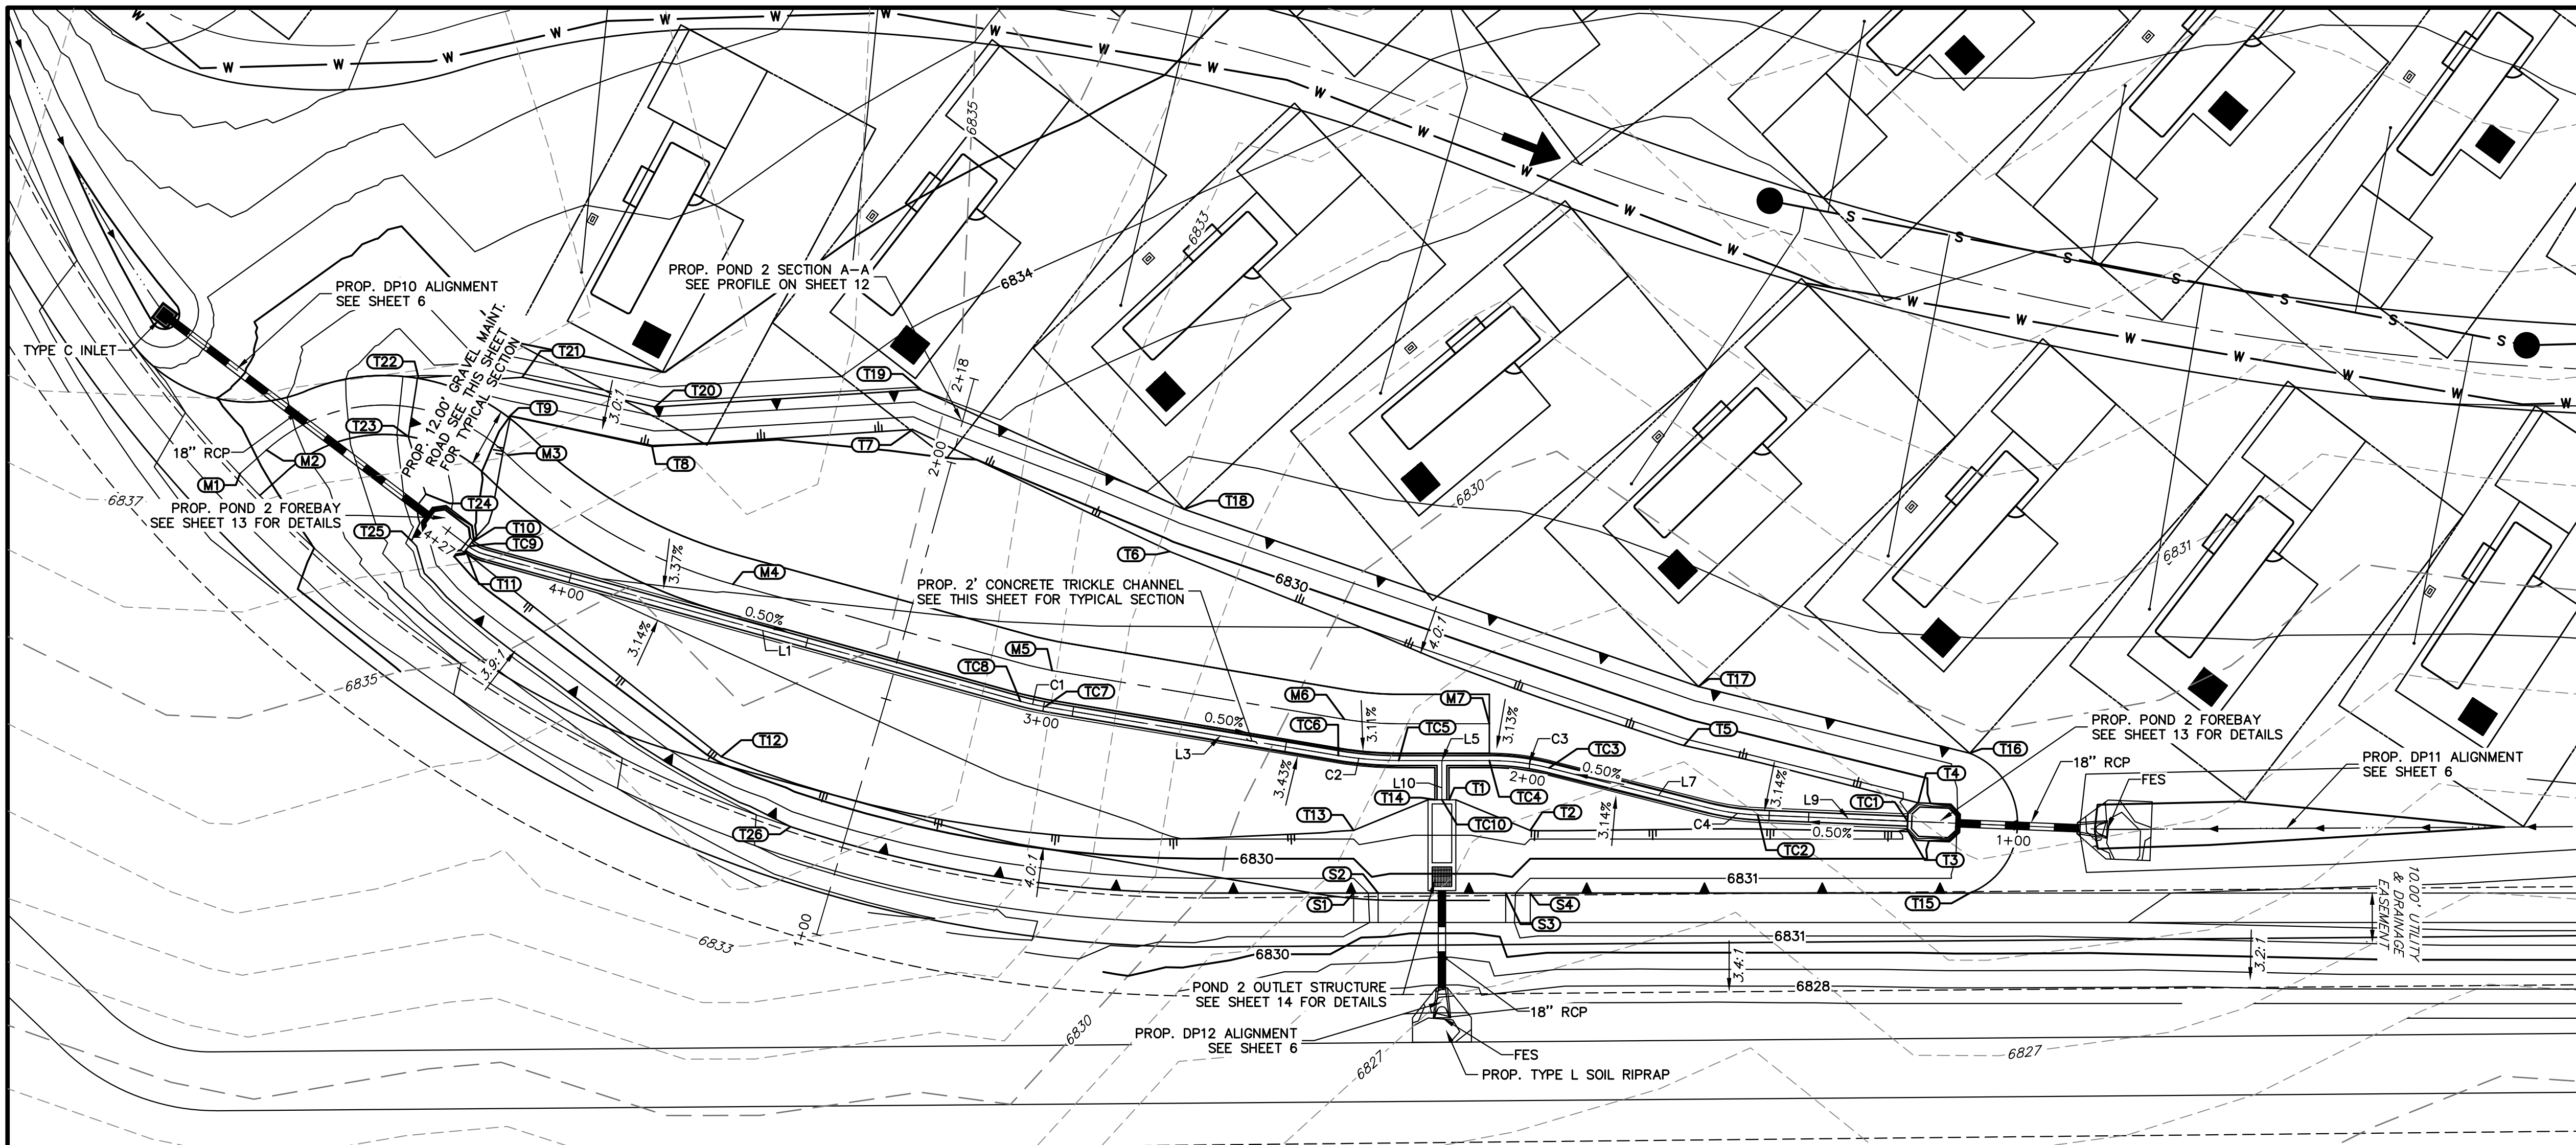 W W W W W W W W W W W W W W W W W W W W W W W W
S S S S S S
6835
6833
6834
PROP. POND 2 SECTION A-A
SEE PROFILE ON SHEET 12
PROP. DP10 ALIGNMENT
SEE SHEET 6
TYPE C INLET
PROP. 12.00' GRAVEL MAINT.
ROAD SEE THIS SHEET
FOR TYPICAL SECTION
T22
T21
T20
T19
2+18
T23
T9
3.0:1
T8
T7
2+00
18" RCP
M2
M1
M3
6837
PROP. POND 2 FOREBAY
SEE SHEET 13 FOR DETAILS
T24
T25
T10
TC9
4+27
T11
4+00
3.37%
M4
T18
T6
6830
6830
6831
PROP. 2' CONCRETE TRICKLE CHANNEL
SEE THIS SHEET FOR TYPICAL SECTION
0.50%
3.14%
L1
M5
TC8
C1
TC7
3+00
4.0:1
3.9:1
6835
T17
M6
M7
TC6
TC5
3.11%
3.13%
0.50%
L3
3.43%
C2
L5
C3
TC3
T5
T16
2+00
0.50%
L7
3.14%
L9
TC1
T4
PROP. POND 2 FOREBAY
SEE SHEET 13 FOR DETAILS
18" RCP
FES
PROP. DP11 ALIGNMENT
SEE SHEET 6
T12
L10
T1
T14
TC4
T13
TC10
T2
3.14%
C4
TC2
0.50%
T3
1+00
T26
6830
4.0:1
S2
S1
S4
S3
6831
T15
10.00' UTILITY
& DRAINAGE
EASEMENT
1+00
6833
6830
6831
3.4:1
3.2:1
6828
POND 2 OUTLET STRUCTURE
SEE SHEET 14 FOR DETAILS
18" RCP
PROP. DP12 ALIGNMENT
SEE SHEET 6
6830
6827
FES
6827
PROP. TYPE L SOIL RIPRAP